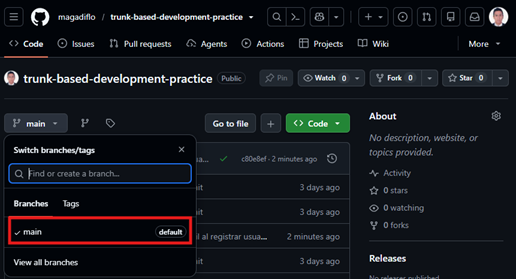 magadiflo / trunk-based-development-practice
Code Issues Pull requests Agents Actions Projects Wiki More
trunk-based-development-practice Public Pin Watch 0 Fork 0 Star 0
main Go to file Code About
Switch branches/tags
No description, website, or
topics provided.
Find or create a branch...
c80e8ef · 2 minutes ago
Activity
Branches Tags
3 days ago
0 stars
3 days ago
0 watching
main default
il al registrar usua... 2 minutes ago
0 forks
View all branches
3 days ago
Releases
3 days ago
No releases published